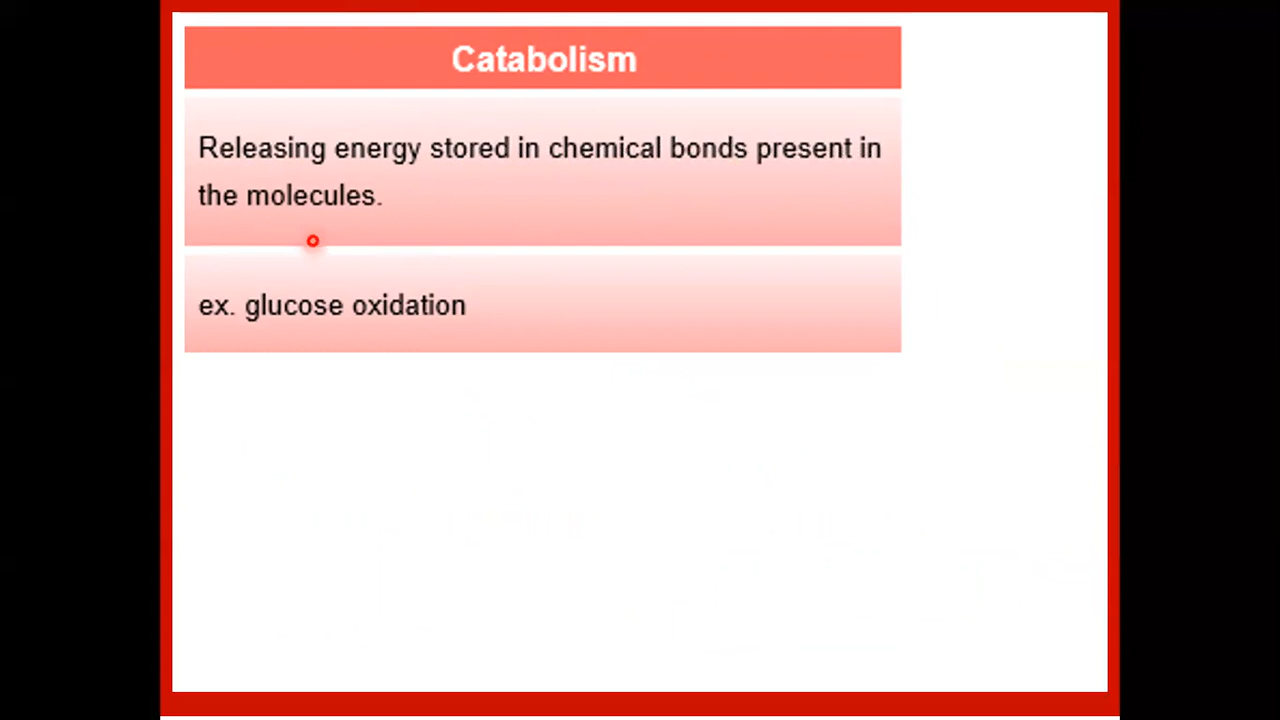 Catabolism
Releasing energy stored in chemical bonds present in
the molecules.
ex. glucose oxidation